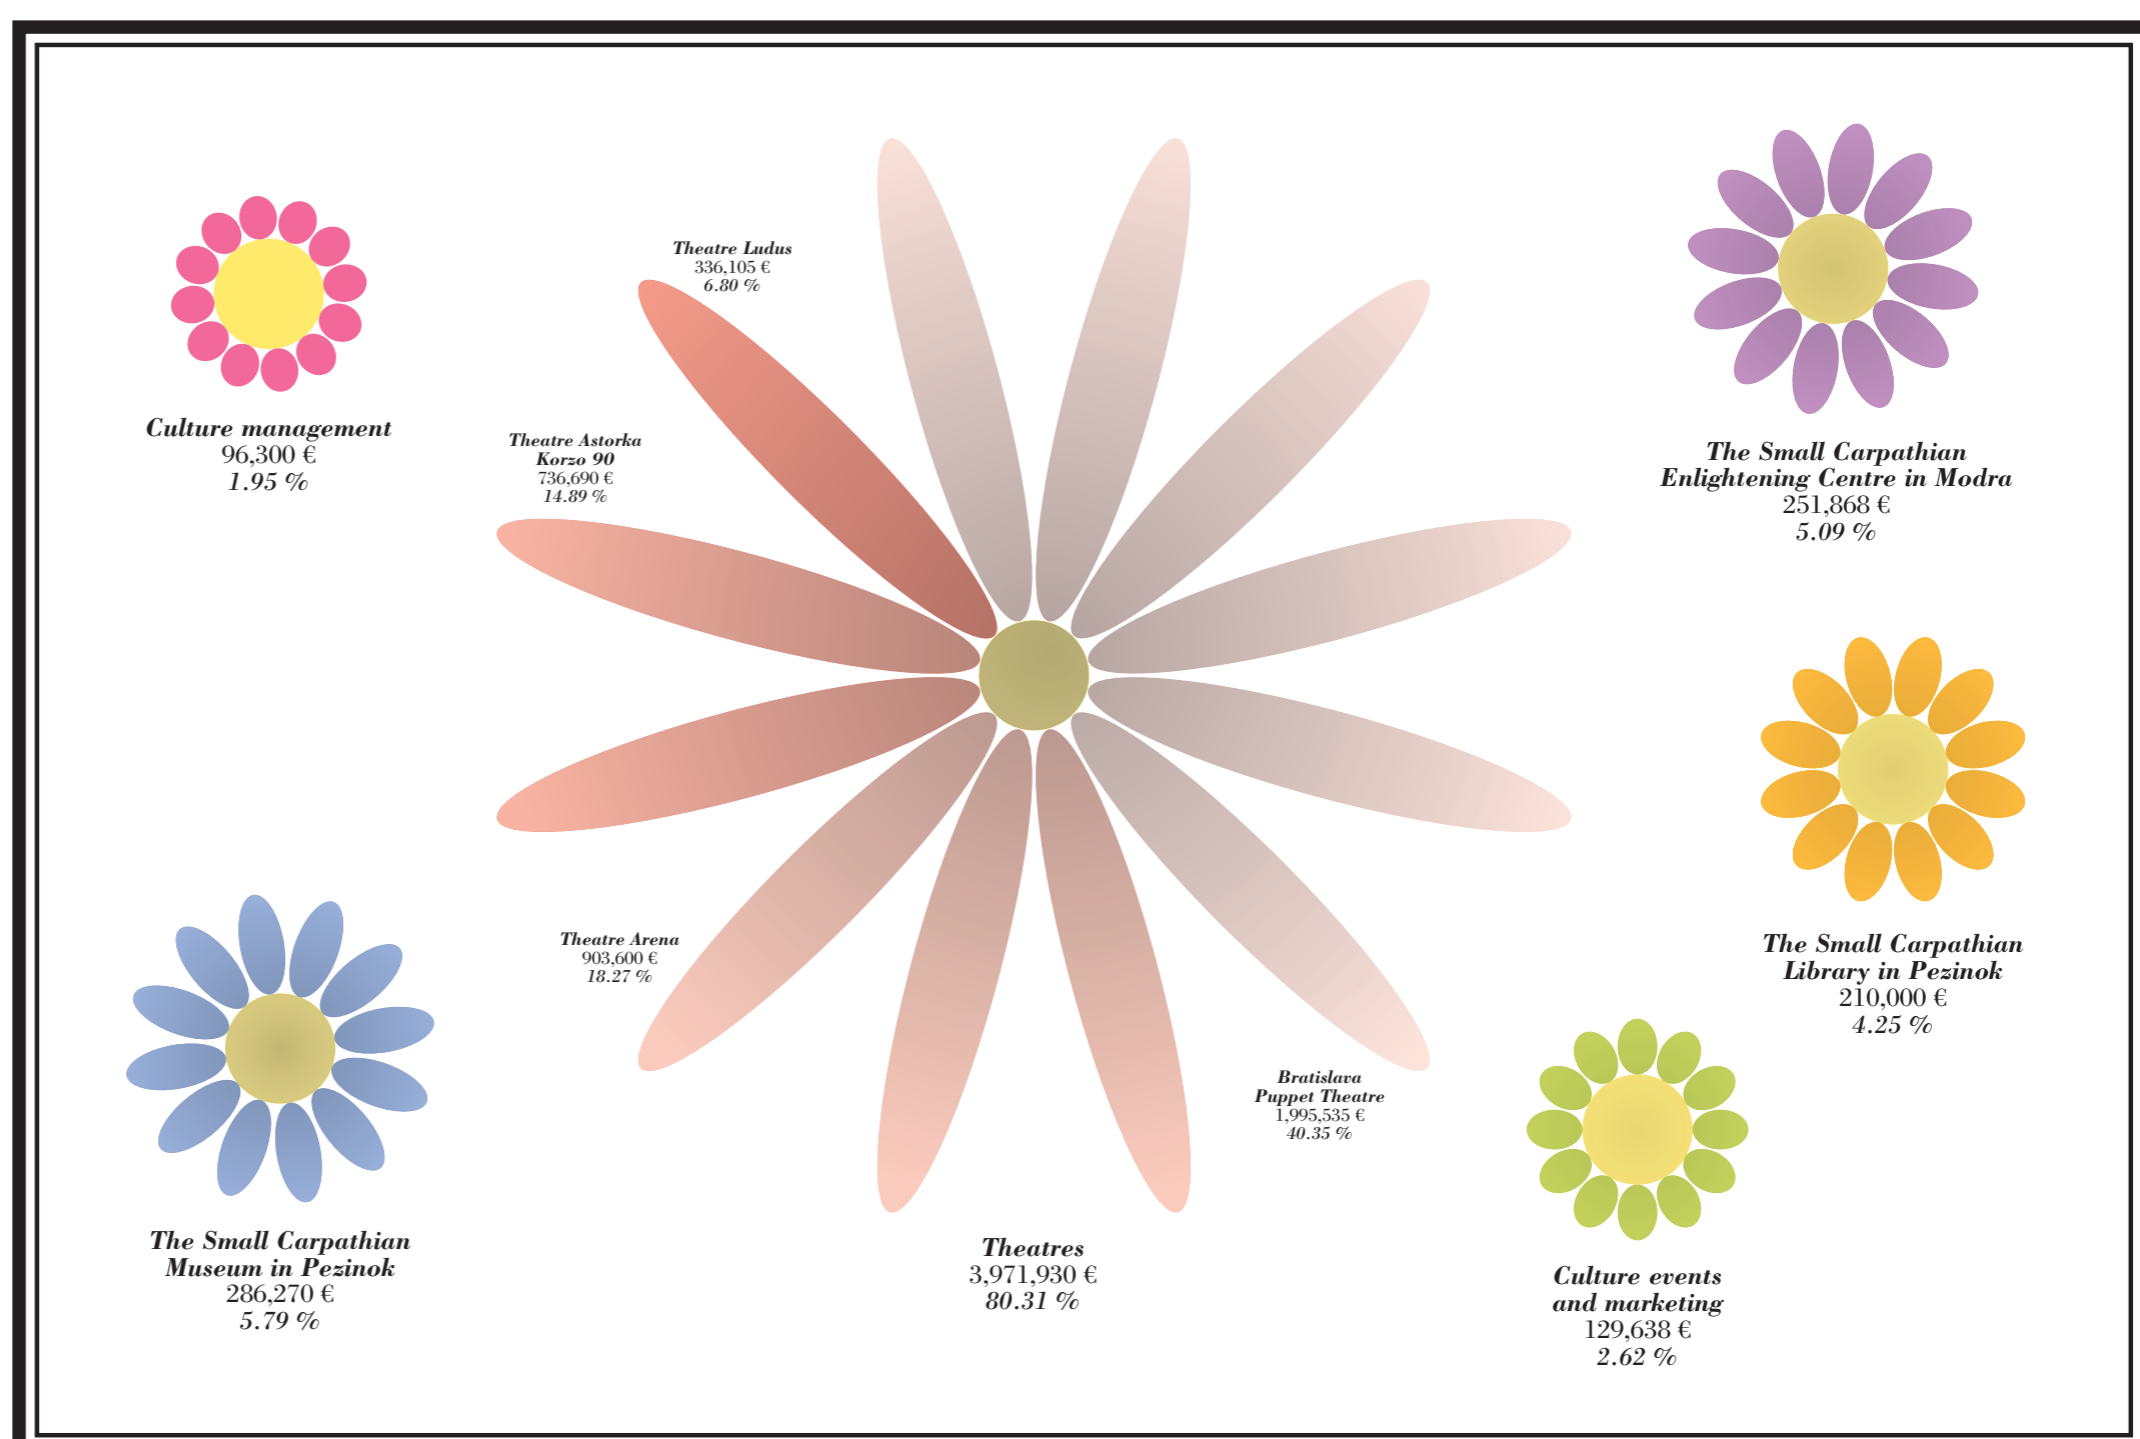 Theatre Ludus
336,105 €
6.80 %
Culture management
96,300 €
1.95 %
Theatre Astorka
Korzo 90
736,690 €
14.89 %
The Small Carpathian
Enlightening Centre in Modra
251,868 €
5.09 %
Theatre Arena
903,600 €
18.27 %
The Small Carpathian
Library in Pezinok
210,000 €
4.25 %
Bratislava
Puppet Theatre
1,995,535 €
40.35 %
The Small Carpathian
Museum in Pezinok
286,270 €
5.79 %
Theatres
3,971,930 €
80.31 %
Culture events
and marketing
129,638 €
2.62 %